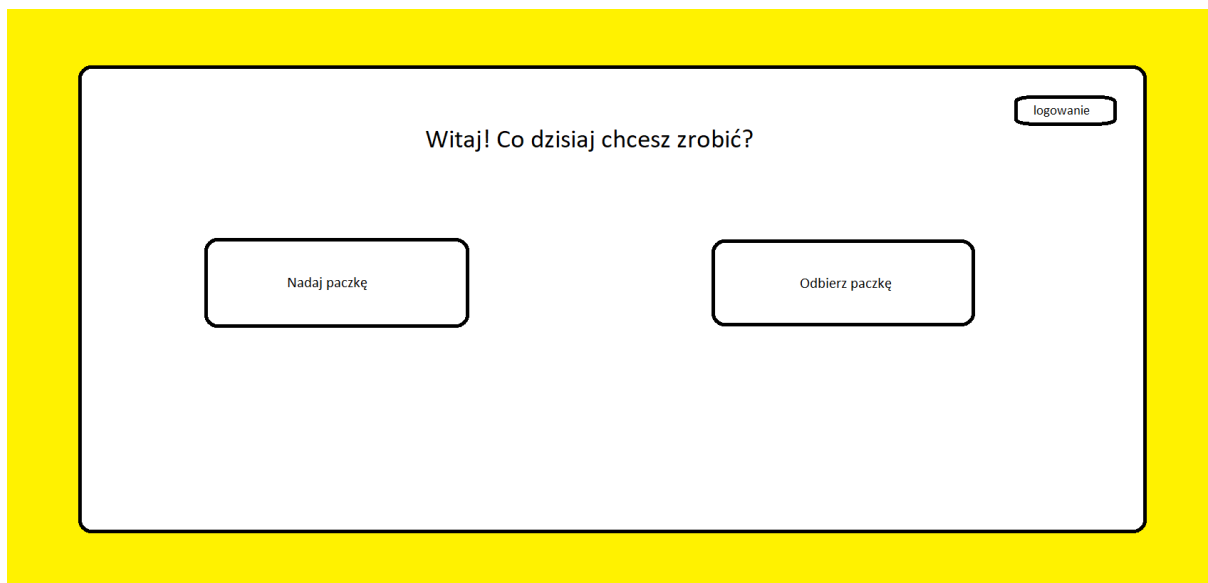 logowanie
Witaj! Co dzisiaj chcesz zrobić?
Nadaj paczkę
Odbierz paczkę